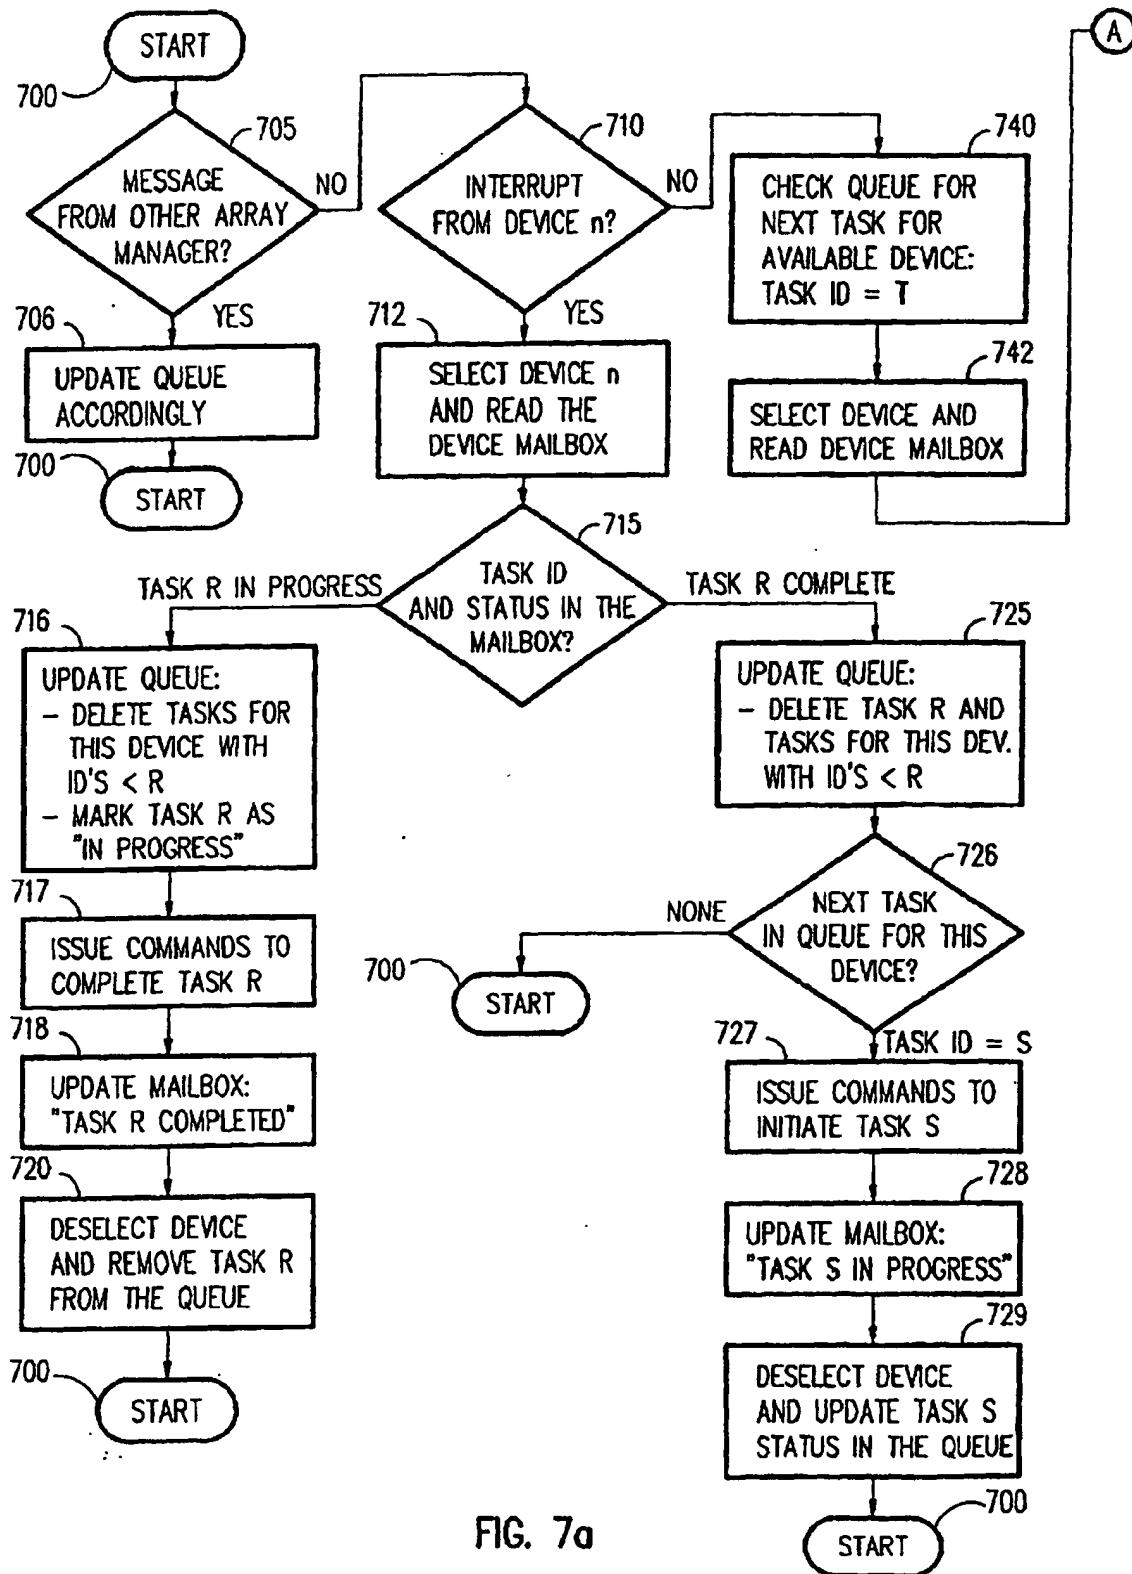 START
A
700
705
MESSAGE
FROM OTHER ARRAY
MANAGER?
NO
YES
706
UPDATE QUEUE
ACCORDINGLY
700
START
710
INTERRUPT
FROM DEVICE n?
NO
YES
712
SELECT DEVICE n
AND READ THE
DEVICE MAILBOX
740
CHECK QUEUE FOR
NEXT TASK FOR
AVAILABLE DEVICE:
TASK ID = T
742
SELECT DEVICE AND
READ DEVICE MAILBOX
715
TASK ID
AND STATUS IN THE
MAILBOX?
TASK R IN PROGRESS
TASK R COMPLETE
716
UPDATE QUEUE:
– DELETE TASKS FOR
THIS DEVICE WITH
ID'S < R
– MARK TASK R AS
"IN PROGRESS"
717
ISSUE COMMANDS TO
COMPLETE TASK R
718
UPDATE MAILBOX:
"TASK R COMPLETED"
720
DESELECT DEVICE
AND REMOVE TASK R
FROM THE QUEUE
700
START
725
UPDATE QUEUE:
– DELETE TASK R AND
TASKS FOR THIS DEV.
WITH ID'S < R
726
NEXT TASK
IN QUEUE FOR THIS
DEVICE?
NONE
700
START
TASK ID = S
727
ISSUE COMMANDS TO
INITIATE TASK S
728
UPDATE MAILBOX:
"TASK S IN PROGRESS"
729
DESELECT DEVICE
AND UPDATE TASK S
STATUS IN THE QUEUE
700
START
FIG. 7a